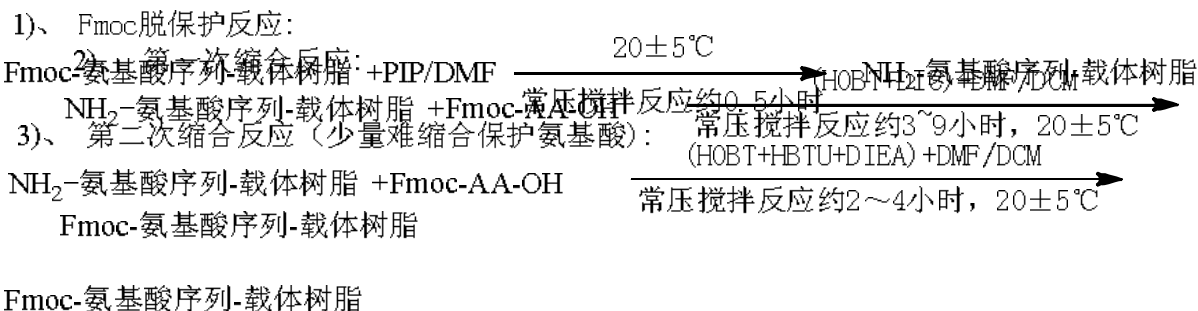 1)、 Fmoc脱保护反应:
2)、 第一次缩合反应:
20±5℃
Fmoc-氨基酸序列-载体树脂 +PIP/DMF
NH₂-氨基酸序列-载体树脂
(HOBT+DIC)+DMF/DCM
NH₂-氨基酸序列-载体树脂 +Fmoc-AA-OH
常压搅拌反应约0.5小时
常压搅拌反应约3~9小时，20±5℃
3)、 第二次缩合反应（少量难缩合保护氨基酸):
(HOBT+HBTU+DIEA)+DMF/DCM
NH₂-氨基酸序列-载体树脂 +Fmoc-AA-OH
常压搅拌反应约2～4小时，20±5℃
Fmoc-氨基酸序列-载体树脂
Fmoc-氨基酸序列-载体树脂